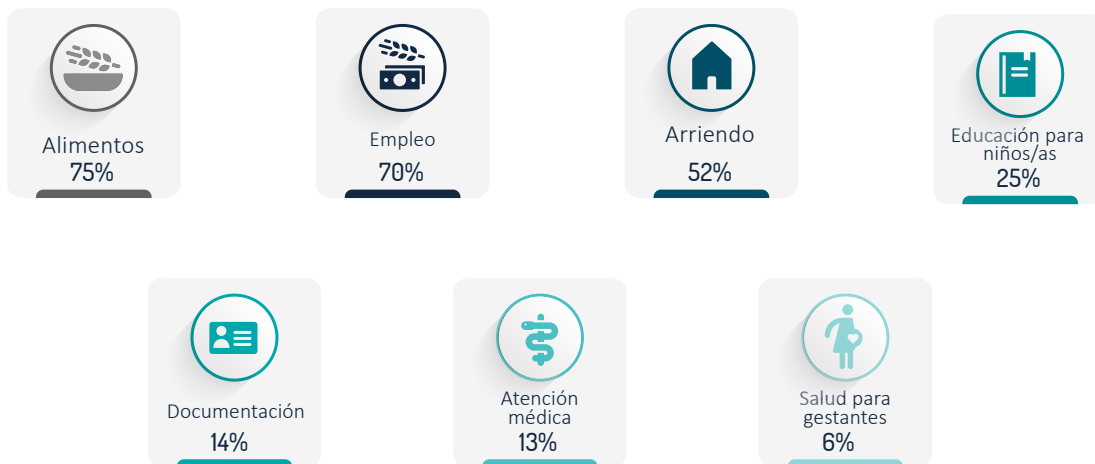 Alimentos
75%
Empleo
70%
Arriendo
52%
Educación para
niños/as
25%
Documentación
14%
Atención
médica
13%
Salud para
gestantes
6%